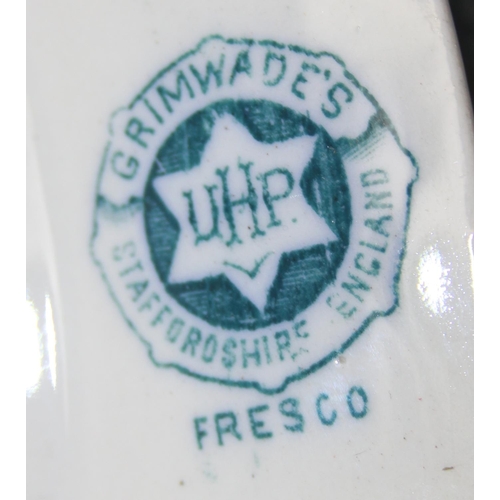 GRIMWADE'S
UHP.
STAFFORDSHIRE ENGLAND
FRESCO